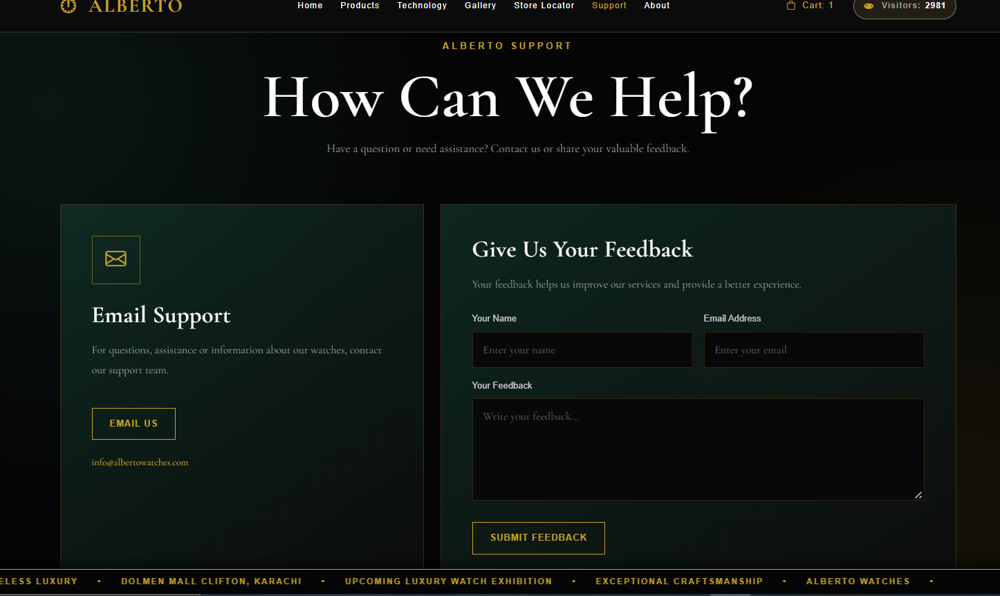 ALBERTO
Home Products Technology Gallery Store Locator Support About
Cart: 1
Visitors: 2981
ALBERTO SUPPORT
How Can We Help?
Have a question or need assistance? Contact us or share your valuable feedback.
Email Support
For questions, assistance or information about our watches, contact
our support team.
EMAIL US
info@albertowatches.com
Give Us Your Feedback
Your feedback helps us improve our services and provide a better experience.
Your Name Email Address
Enter your name Enter your email
Your Feedback
Write your feedback...
SUBMIT FEEDBACK
ELESS LUXURY • DOLMEN MALL CLIFTON, KARACHI • UPCOMING LUXURY WATCH EXHIBITION • EXCEPTIONAL CRAFTSMANSHIP • ALBERTO WATCHES •